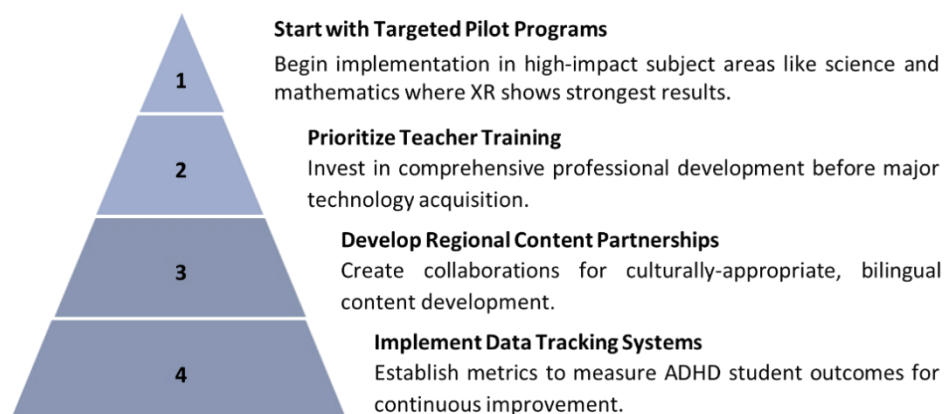 1
Start with Targeted Pilot Programs
Begin implementation in high-impact subject areas like science and
mathematics where XR shows strongest results.
2
Prioritize Teacher Training
Invest in comprehensive professional development before major
technology acquisition.
3
Develop Regional Content Partnerships
Create collaborations for culturally-appropriate, bilingual
content development.
4
Implement Data Tracking Systems
Establish metrics to measure ADHD student outcomes for
continuous improvement.